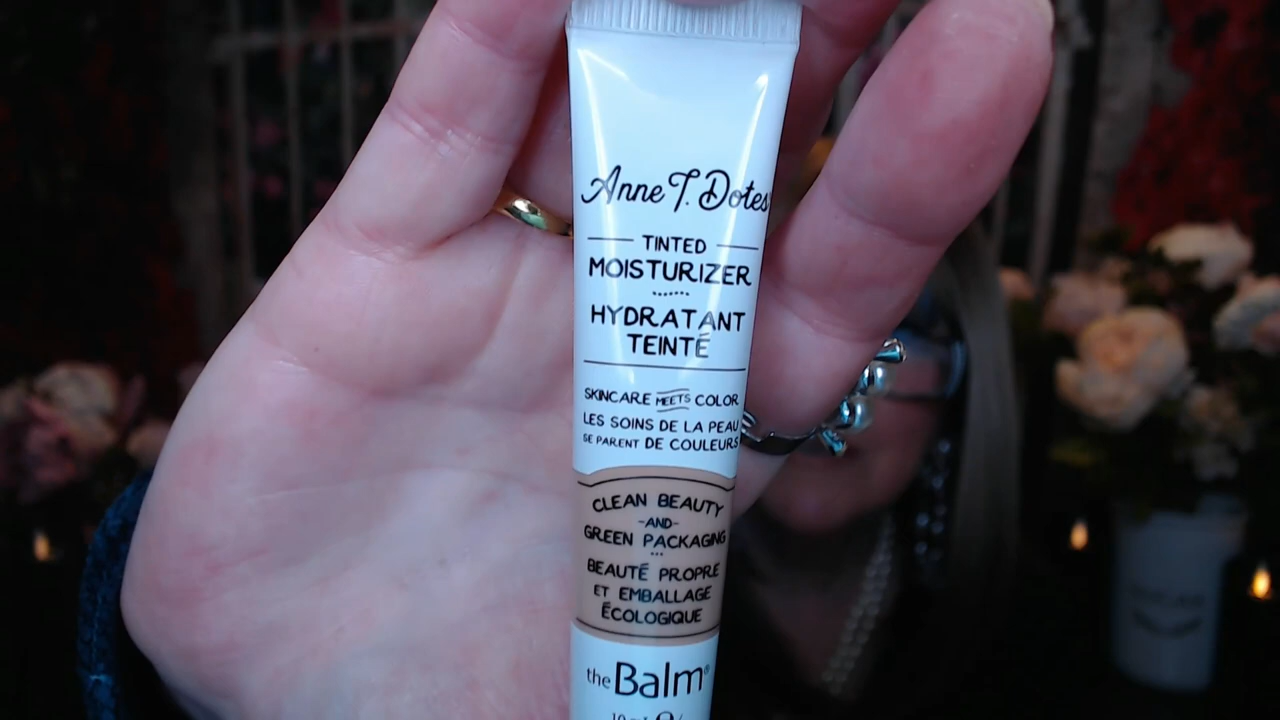 Anne T. Dotes
TINTED
MOISTURIZER
HYDRATANT
TEINTÉ
SKINCARE MEETS COLOR
LES SOINS DE LA PEAU
SE PARENT DE COULEURS
CLEAN BEAUTY
-AND-
GREEN PACKAGING
BEAUTÉ PROPRE
ET EMBALLAGE
ÉCOLOGIQUE
theBalm®